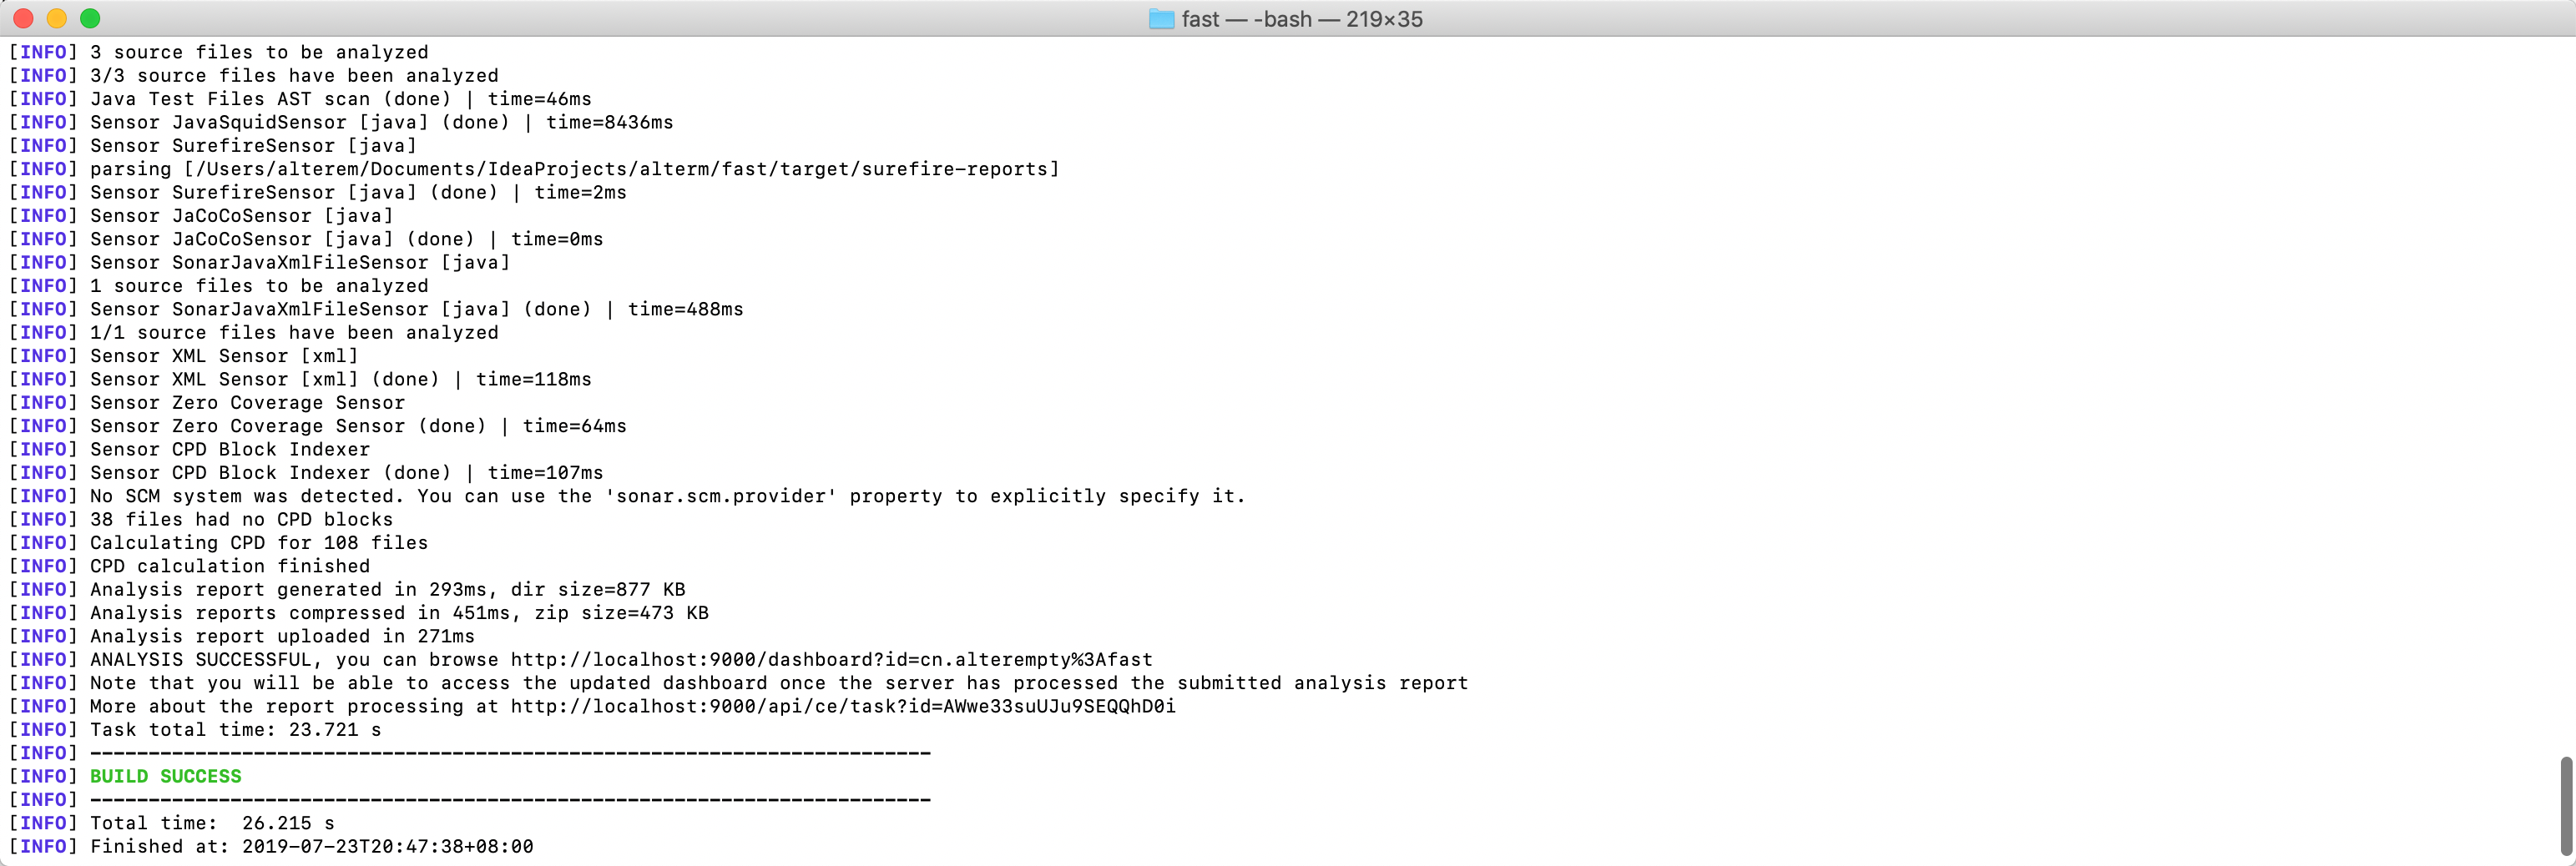 fast — -bash — 219×35
[INFO] 3 source files to be analyzed
[INFO] 3/3 source files have been analyzed
[INFO] Java Test Files AST scan (done) | time=46ms
[INFO] Sensor JavaSquidSensor [java] (done) | time=8436ms
[INFO] Sensor SurefireSensor [java]
[INFO] parsing [/Users/alterem/Documents/IdeaProjects/alterm/fast/target/surefire-reports]
[INFO] Sensor SurefireSensor [java] (done) | time=2ms
[INFO] Sensor JaCoCoSensor [java]
[INFO] Sensor JaCoCoSensor [java] (done) | time=0ms
[INFO] Sensor SonarJavaXmlFileSensor [java]
[INFO] 1 source files to be analyzed
[INFO] Sensor SonarJavaXmlFileSensor [java] (done) | time=488ms
[INFO] 1/1 source files have been analyzed
[INFO] Sensor XML Sensor [xml]
[INFO] Sensor XML Sensor [xml] (done) | time=118ms
[INFO] Sensor Zero Coverage Sensor
[INFO] Sensor Zero Coverage Sensor (done) | time=64ms
[INFO] Sensor CPD Block Indexer
[INFO] Sensor CPD Block Indexer (done) | time=107ms
[INFO] No SCM system was detected. You can use the 'sonar.scm.provider' property to explicitly specify it.
[INFO] 38 files had no CPD blocks
[INFO] Calculating CPD for 108 files
[INFO] CPD calculation finished
[INFO] Analysis report generated in 293ms, dir size=877 KB
[INFO] Analysis reports compressed in 451ms, zip size=473 KB
[INFO] Analysis report uploaded in 271ms
[INFO] ANALYSIS SUCCESSFUL, you can browse http://localhost:9000/dashboard?id=cn.alterempty%3Afast
[INFO] Note that you will be able to access the updated dashboard once the server has processed the submitted analysis report
[INFO] More about the report processing at http://localhost:9000/api/ce/task?id=AWwe33suUJu9SEQQhD0i
[INFO] Task total time: 23.721 s
[INFO] ------------------------------------------------------------------------
[INFO] BUILD SUCCESS
[INFO] ------------------------------------------------------------------------
[INFO] Total time:  26.215 s
[INFO] Finished at: 2019-07-23T20:47:38+08:00